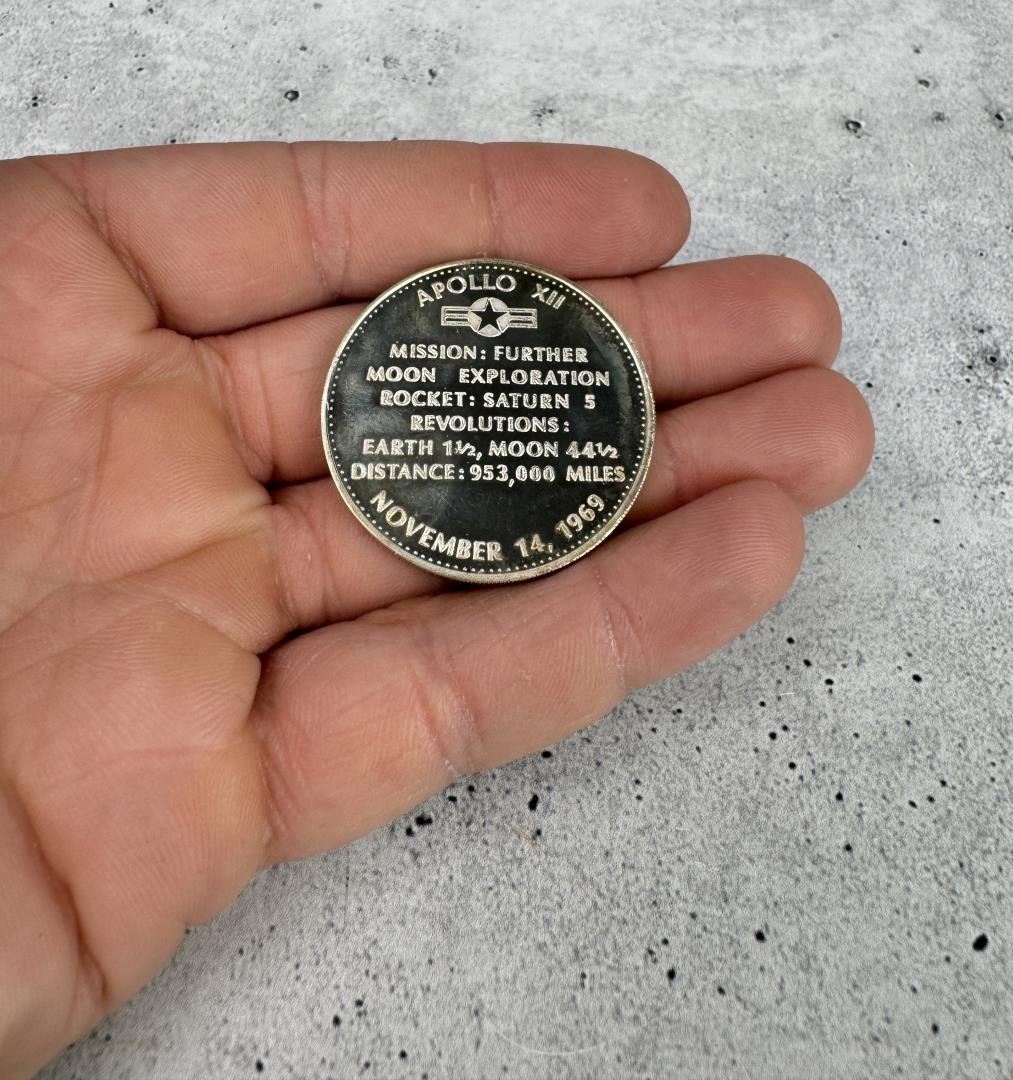 APOLLO XII
MISSION: FURTHER
MOON EXPLORATION
ROCKET: SATURN 5
REVOLUTIONS:
EARTH 1½, MOON 44½
DISTANCE: 953,000 MILES
NOVEMBER 14, 1969